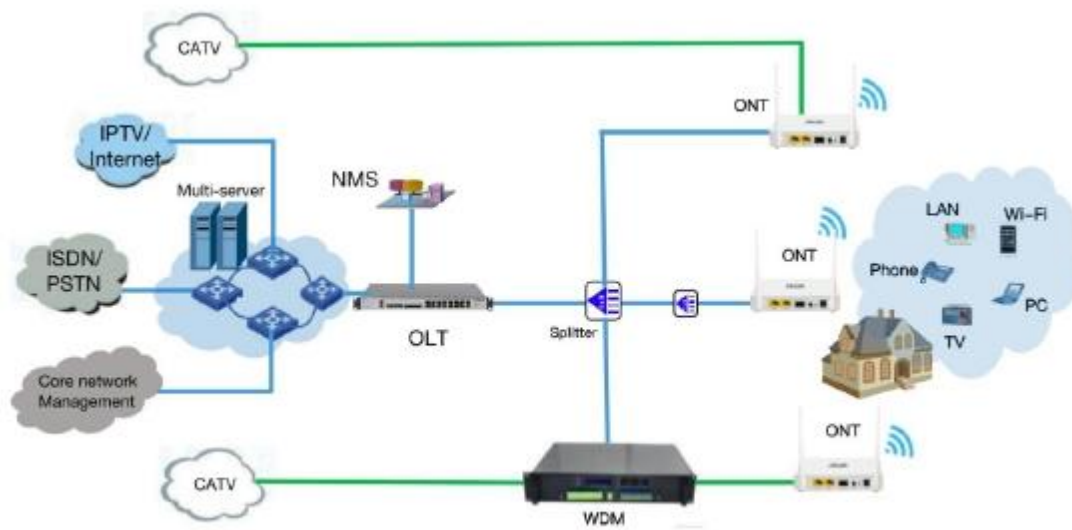 CATV
ONT
IPTV/
Internet
Multi-server
NMS
LAN
Wi-Fi
ONT
ISDN/
PSTN
Phone
PC
OLT
Splitter
TV
Core network
Management
ONT
CATV
WDM